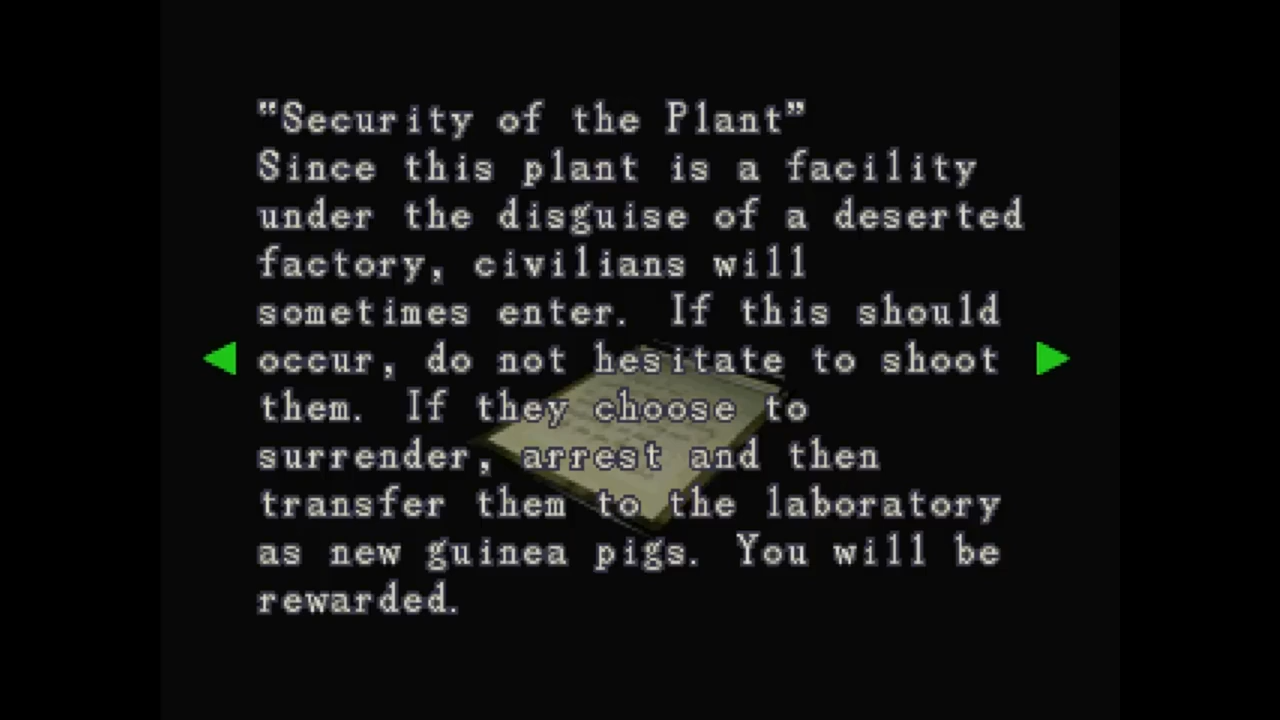 "Security of the Plant"
Since this plant is a facility
under the disguise of a deserted
factory, civilians will
sometimes enter. If this should
occur, do not hesitate to shoot
them. If they choose to
surrender, arrest and then
transfer them to the laboratory
as new guinea pigs. You will be
rewarded.